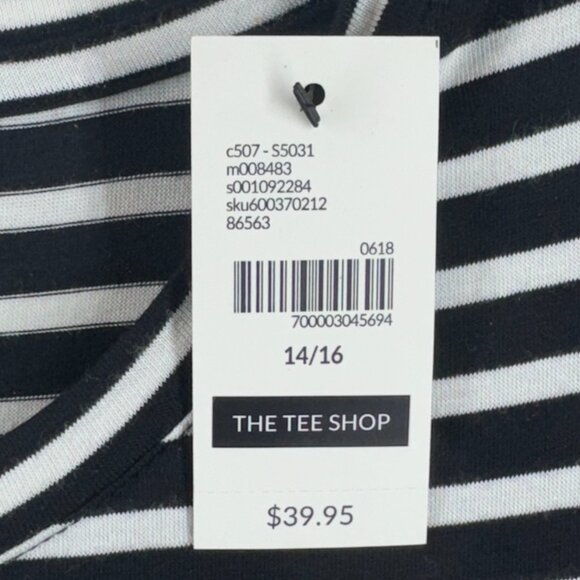 c507 - S5031
m008483
s001092284
sku600370212
86563
0618
700003045694
14/16
THE TEE SHOP
$39.95